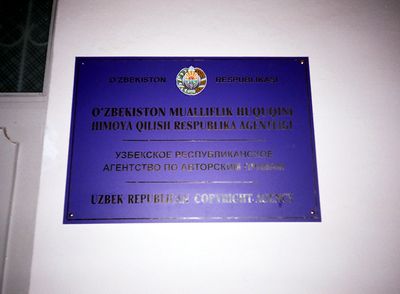 O'ZBEKISTON RESPUBLIKASI
O'ZBEKISTON MUALLIFLIK HUQUQINI
HIMOYA QILISH RESPUBLIKA AGENTLIGI
УЗБЕКСКОЕ РЕСПУБЛИКАНСКОЕ
АГЕНТСТВО ПО АВТОРСКИМ ПРАВАМ
UZBEK REPUBLICAN COPYRIGHT AGENCY